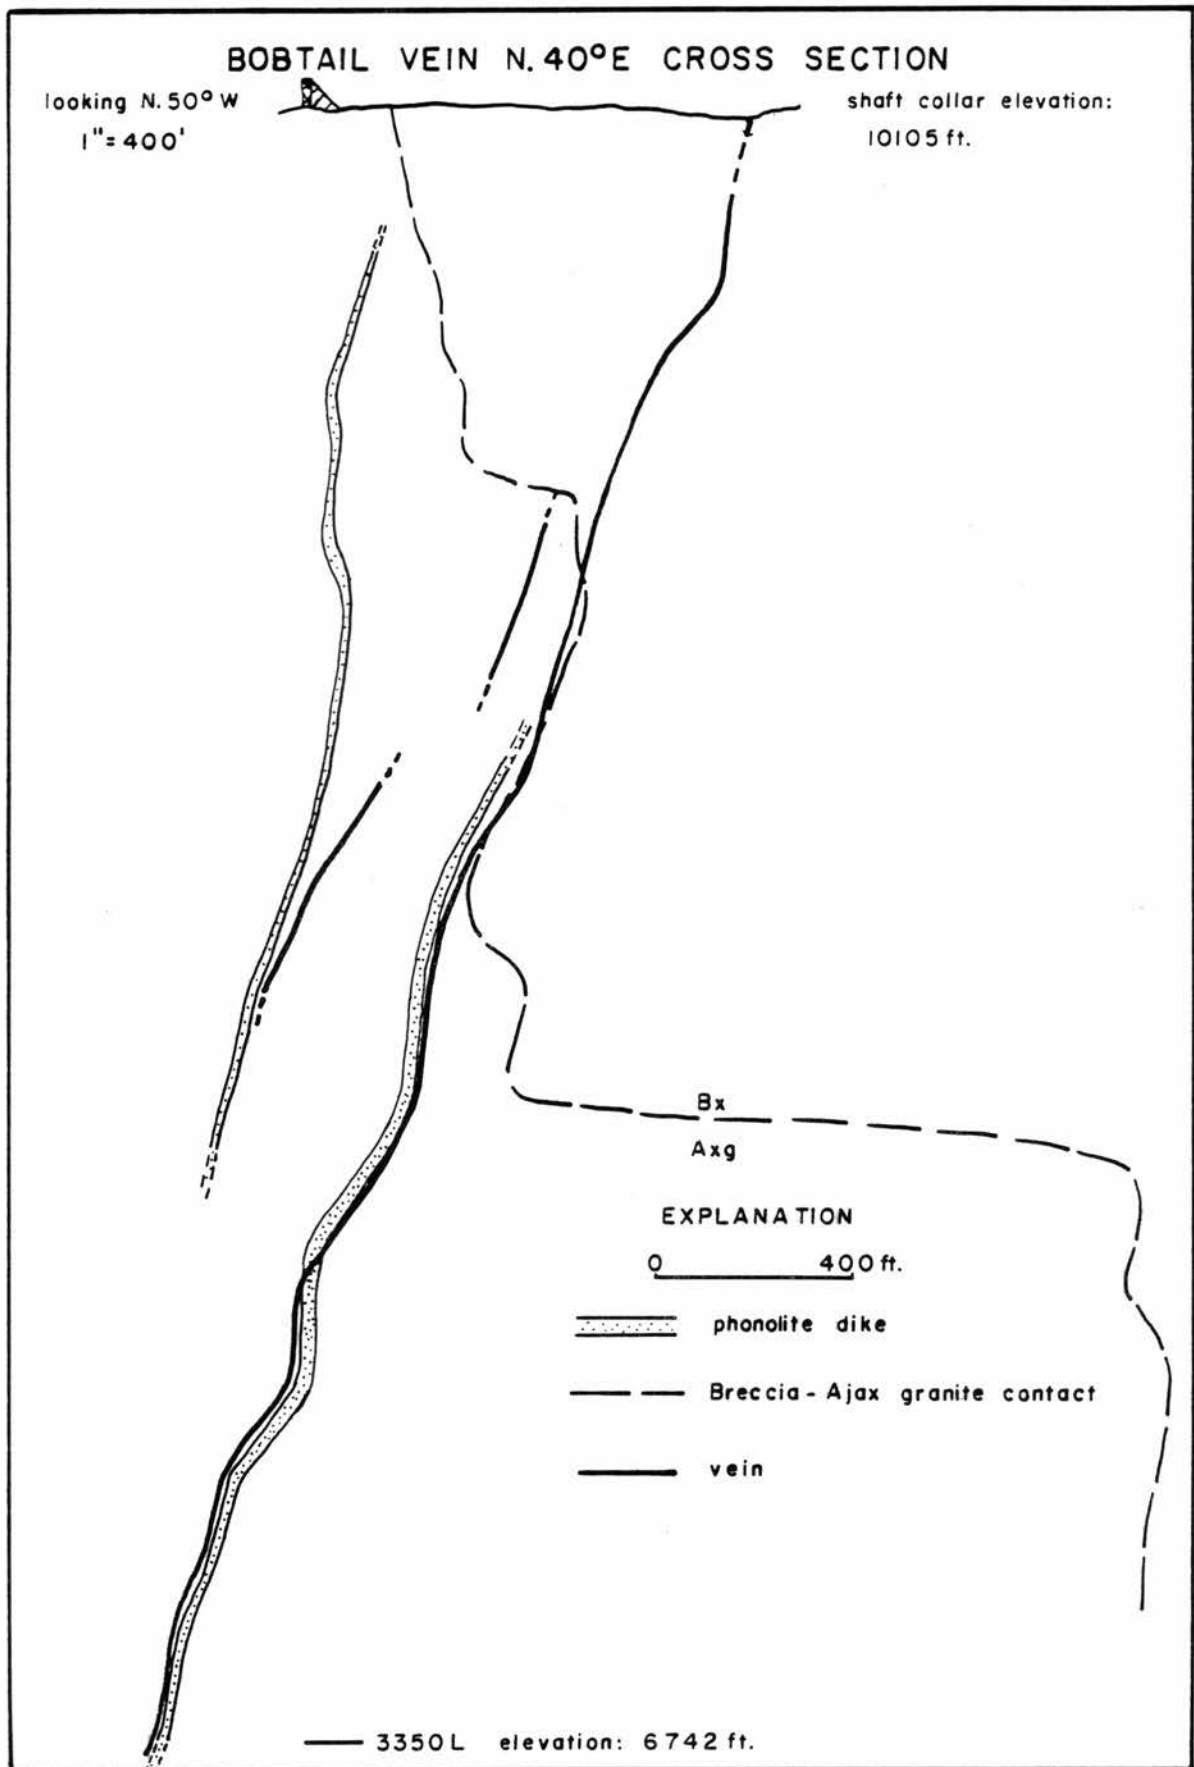 BOBTAIL VEIN N.40°E CROSS SECTION
looking N.50°W
1"=400'
shaft collar elevation:
10105 ft.
Bx
Axg
EXPLANATION
0 400 ft.
phonolite dike
Breccia - Ajax granite contact
vein
3350L elevation: 6742 ft.